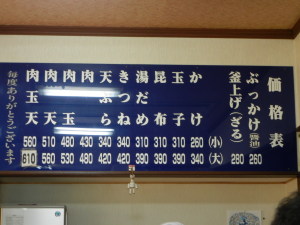 価格表
ぶっかけ(醤油) 260
釜上げ(ざる) 280
(小) (大)
かけ 260 340
玉子 310 390
昆布 310 390
湯だめ 310 390
きつね 340 420
天ぷら 340 420
肉 430 480
肉玉 480 530
肉天 510 560
肉玉天 560 610
毎度ありがとうございます